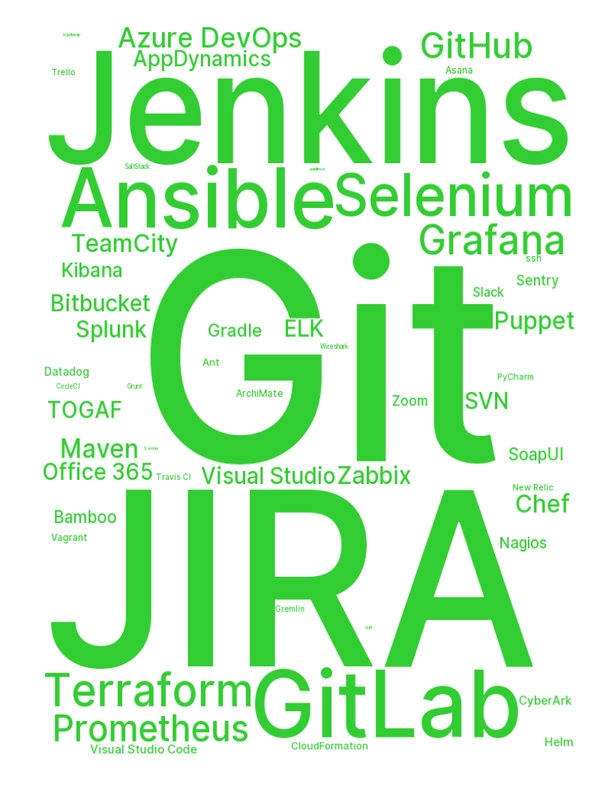 Azure DevOps
GitHub
AppDynamics
Trello
Asana
Jenkins
SaltStack
Ansible
Selenium
TeamCity
Grafana
ssh
Kibana
Sentry
Slack
Bitbucket
Puppet
Splunk
Gradle
ELK
Wireshark
Git
Ant
Datadog
PyCharm
CircleCI
Grunt
ArchiMate
Zoom
SVN
TOGAF
Maven
SoapUI
Office 365
Travis CI
Visual Studio
Zabbix
New Relic
Chef
Bamboo
Vagrant
Nagios
JIRA
Gremlin
Terraform
GitLab
CyberArk
Prometheus
Visual Studio Code
CloudFormation
Helm